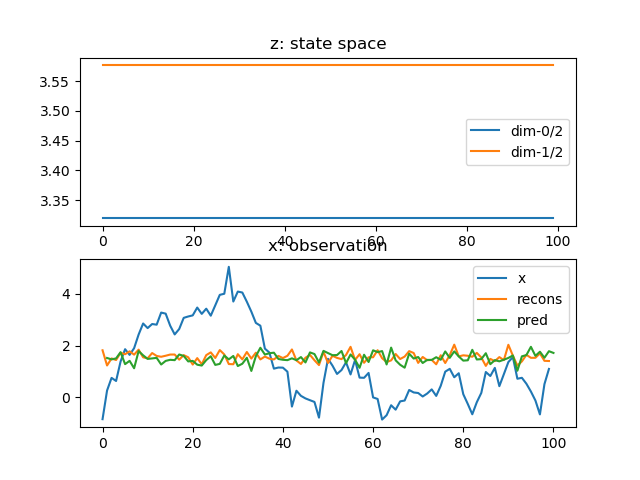 z: state space
3.55
3.50
3.45
3.40
3.35
dim-0/2
dim-1/2
0 20 40 60 80 100
x: observation
4
2
0
x
recons
pred
0 20 40 60 80 100